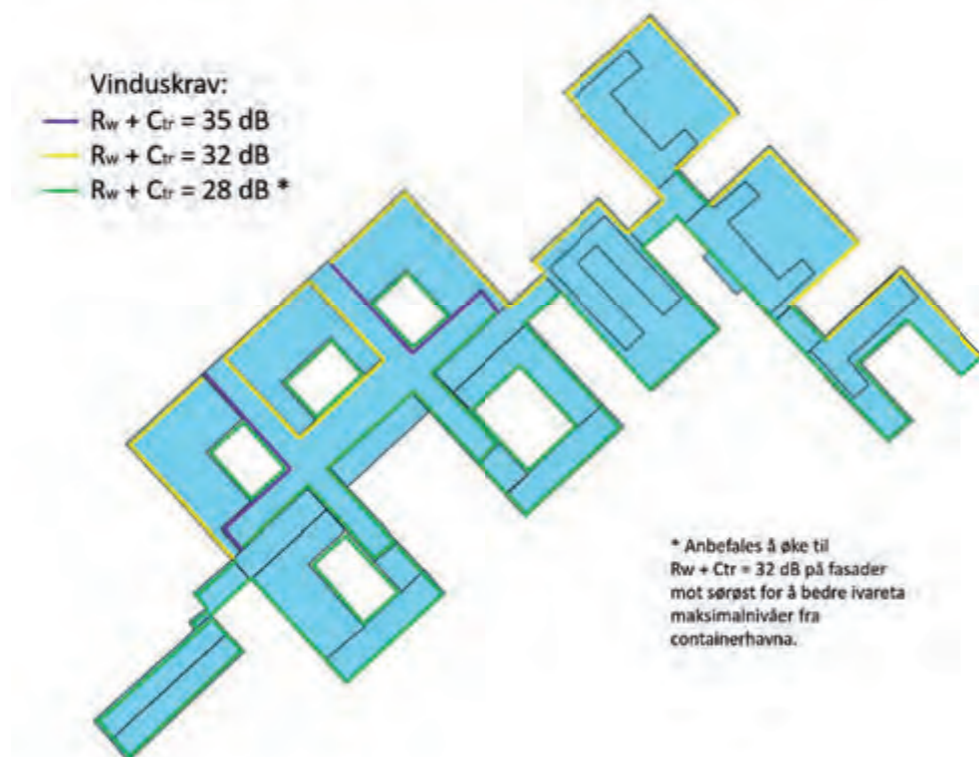 Vinduskrav:
Rw + Ctr = 35 dB
Rw + Ctr = 32 dB
Rw + Ctr = 28 dB *
* Anbefales å øke til
Rw + Ctr = 32 dB på fasader
mot sørøst for å bedre ivareta
maksimalnivåer fra
containerhavna.